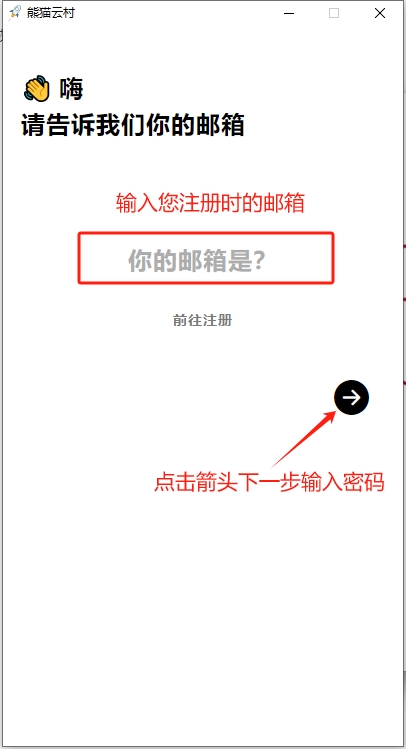 熊猫云村
嗨
请告诉我们你的邮箱
输入您注册时的邮箱
你的邮箱是?
前往注册
点击箭头下一步输入密码